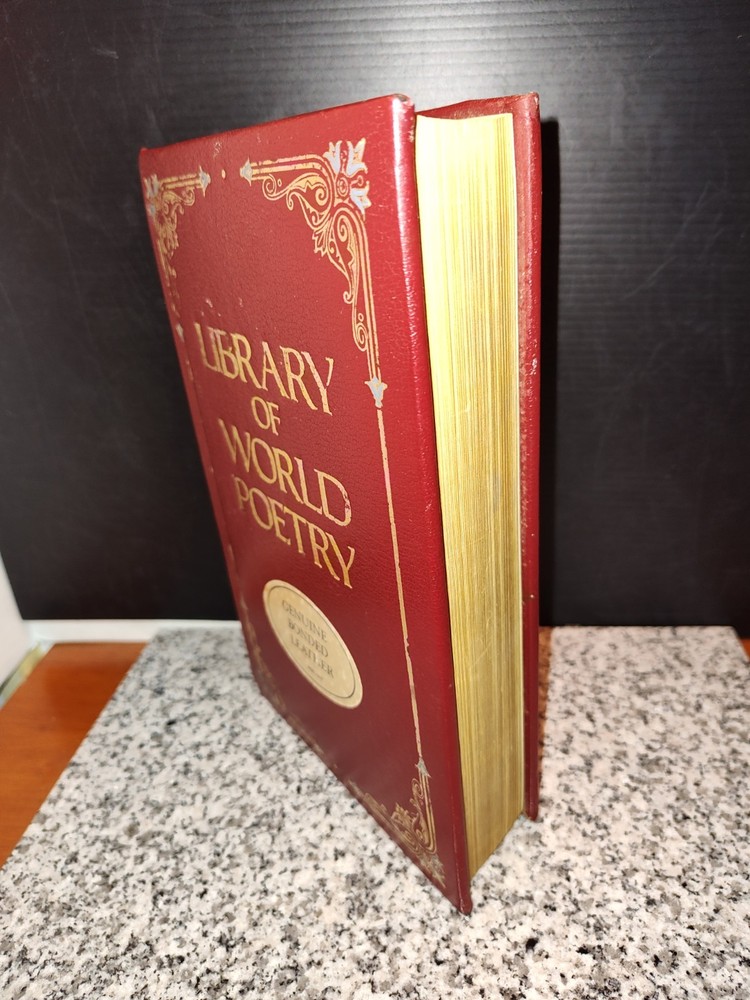 LIBRARY
OF
WORLD
POETRY
GENUINE
BONDED
LEATHER